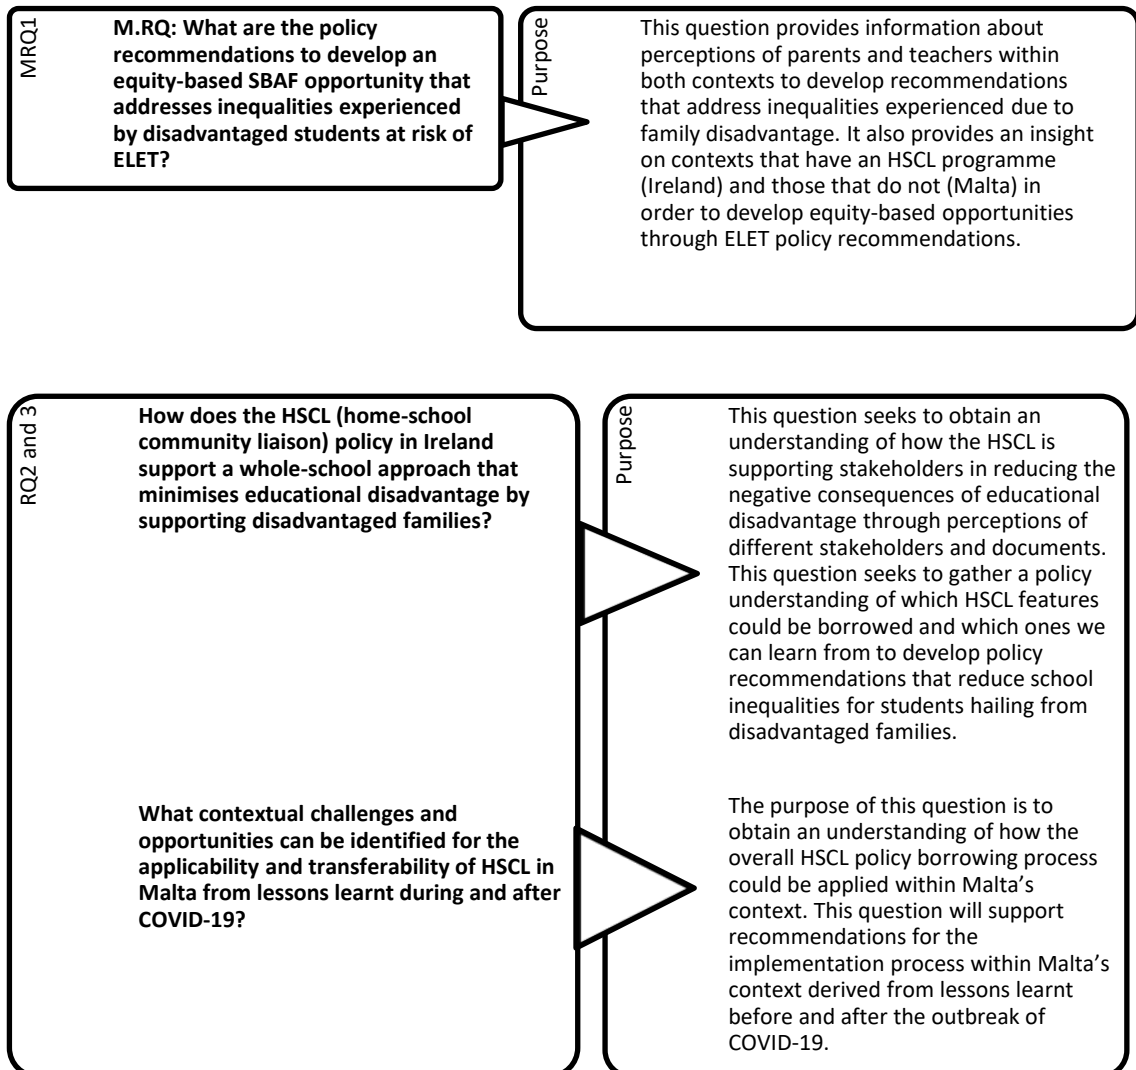 MRQ1
M.RQ: What are the policy
recommendations to develop an
equity-based SBAF opportunity that
addresses inequalities experienced
by disadvantaged students at risk of
ELET?
Purpose
This question provides information about
perceptions of parents and teachers within
both contexts to develop recommendations
that address inequalities experienced due to
family disadvantage. It also provides an insight
on contexts that have an HSCL programme
(Ireland) and those that do not (Malta) in
order to develop equity-based opportunities
through ELET policy recommendations.
RQ2 and 3
How does the HSCL (home-school
community liaison) policy in Ireland
support a whole-school approach that
minimises educational disadvantage by
supporting disadvantaged families?
Purpose
This question seeks to obtain an
understanding of how the HSCL is
supporting stakeholders in reducing the
negative consequences of educational
disadvantage through perceptions of
different stakeholders and documents.
This question seeks to gather a policy
understanding of which HSCL features
could be borrowed and which ones we
can learn from to develop policy
recommendations that reduce school
inequalities for students hailing from
disadvantaged families.
What contextual challenges and
opportunities can be identified for the
applicability and transferability of HSCL in
Malta from lessons learnt during and after
COVID-19?
The purpose of this question is to
obtain an understanding of how the
overall HSCL policy borrowing process
could be applied within Malta's
context. This question will support
recommendations for the
implementation process within Malta's
context derived from lessons learnt
before and after the outbreak of
COVID-19.